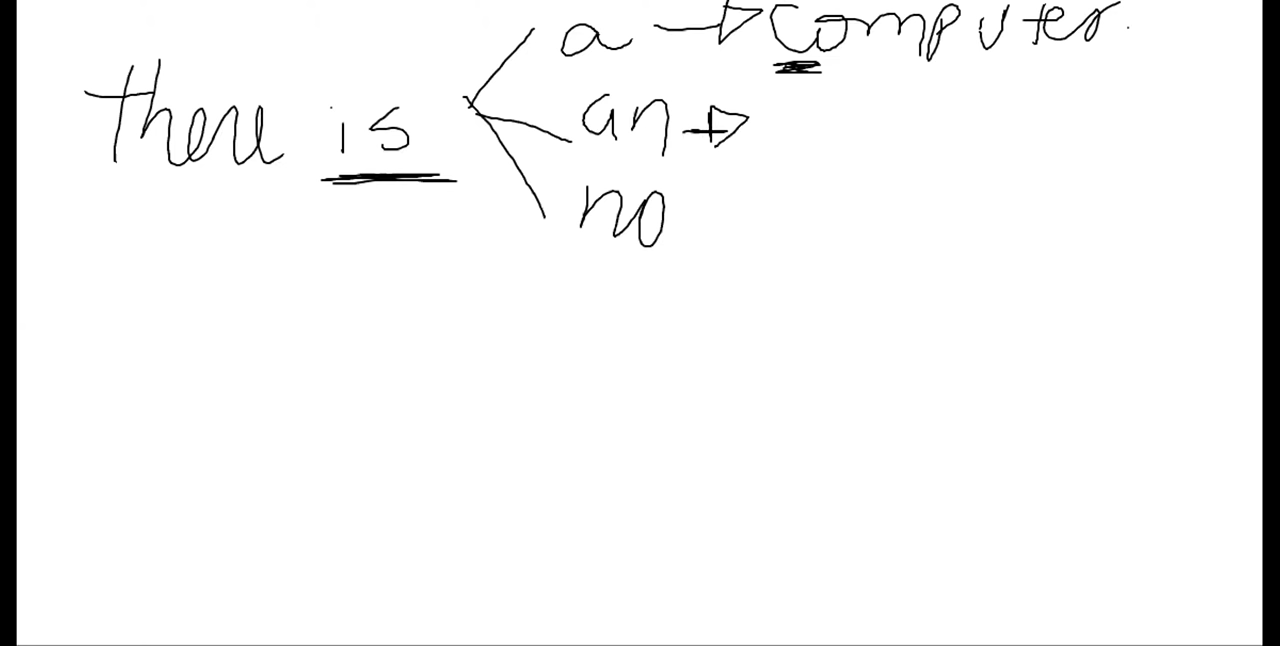 a → computer.
there is an →
no